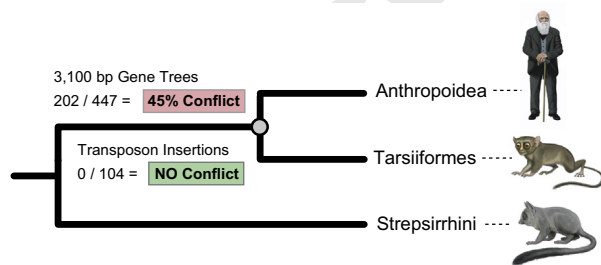 3,100 bp Gene Trees
202 / 447 = 45% Conflict
Anthropoidea
Transposon Insertions
0 / 104 = NO Conflict
Tarsiiformes
Strepsirrhini